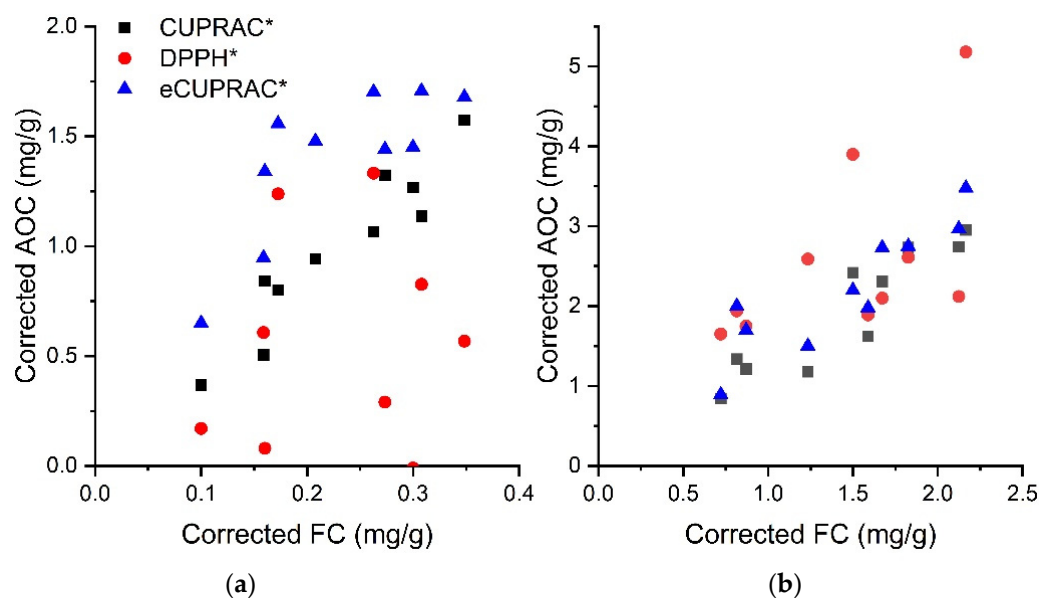 CUPRAC*
DPPH*
eCUPRAC*
2.0
1.5
1.0
0.5
0.0
Corrected AOC (mg/g)
0.0 0.1 0.2 0.3 0.4
Corrected FC (mg/g)
(a)
5
4
3
2
1
0
Corrected AOC (mg/g)
0.0 0.5 1.0 1.5 2.0 2.5
Corrected FC (mg/g)
(b)